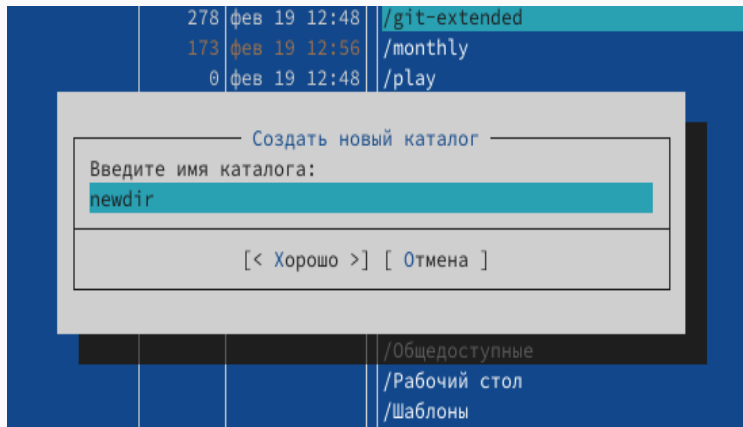 278 фев 19 12:48 /git-extended
173 фев 19 12:56 /monthly
0 фев 19 12:48 /play
Создать новый каталог
Введите имя каталога:
newdir
[< Хорошо >] [ Отмена ]
/Общедоступные
/Рабочий стол
/Шаблоны